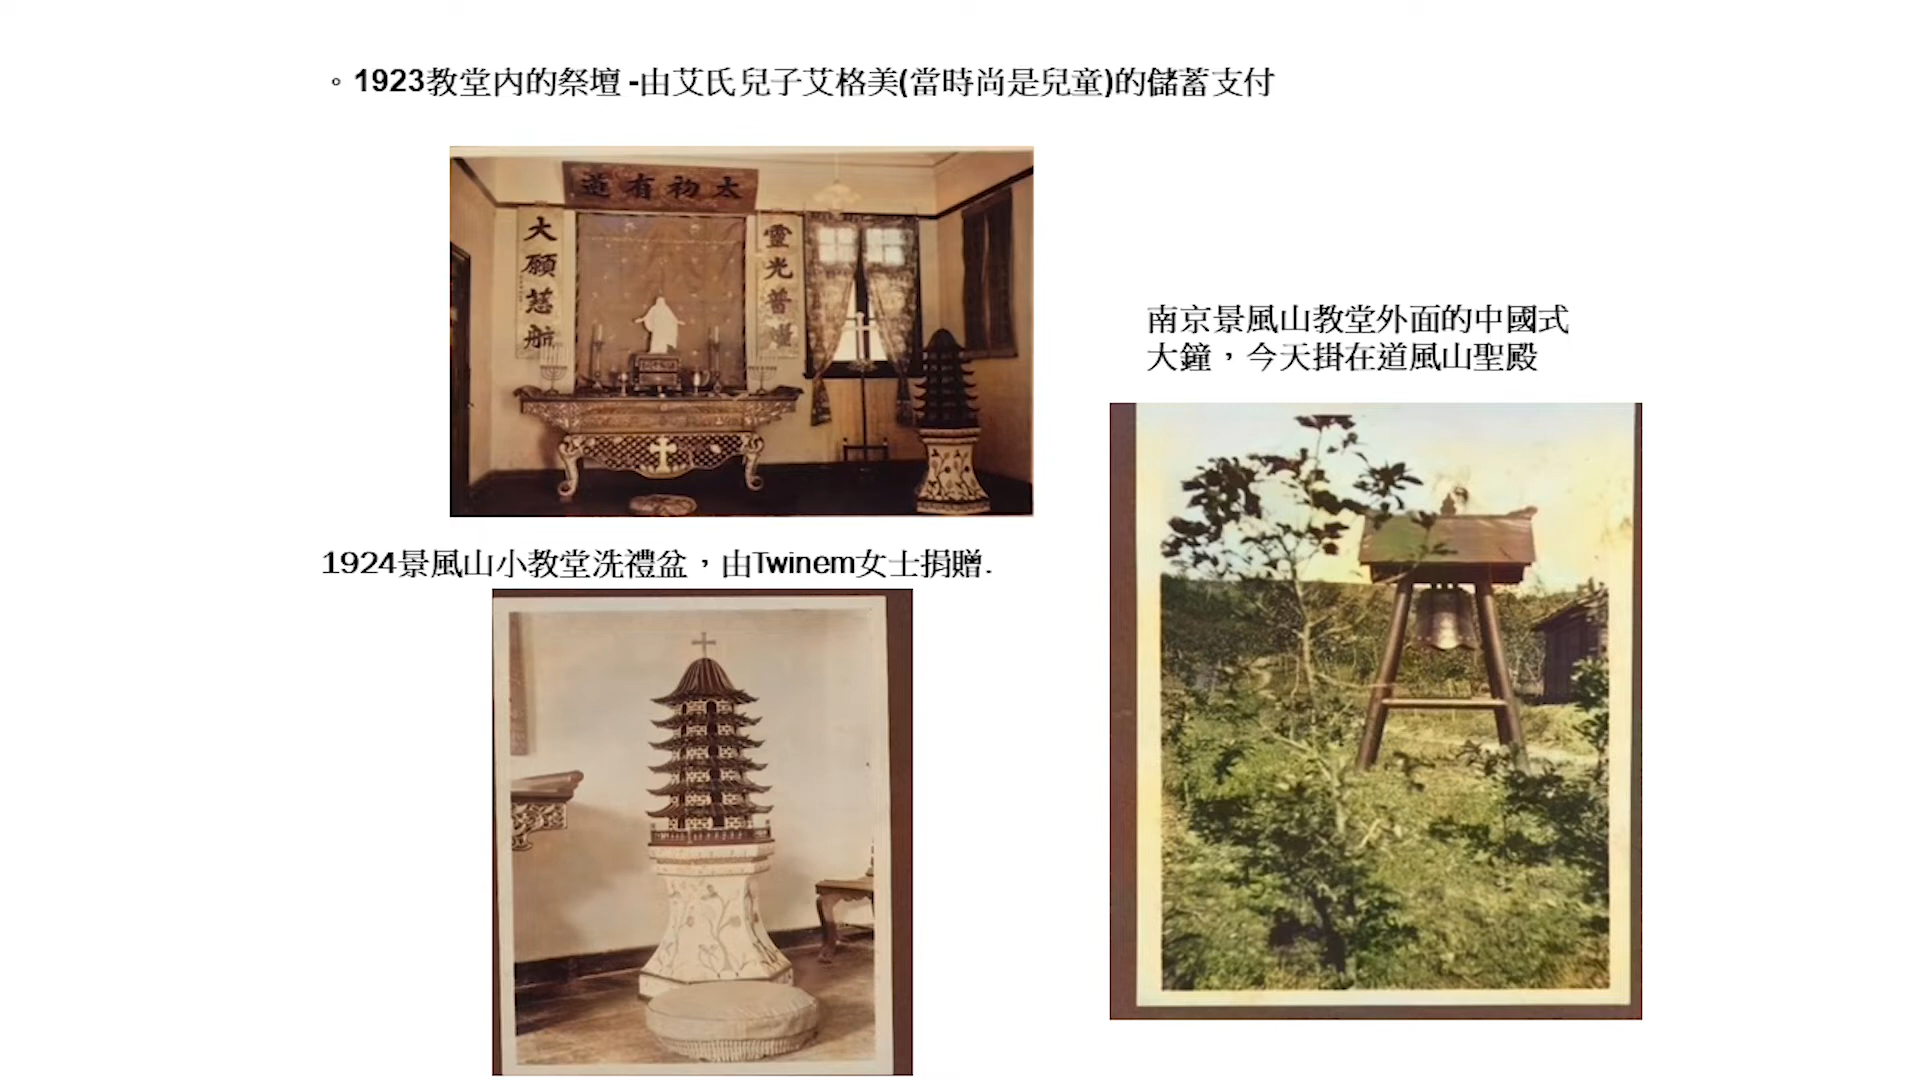 。1923教堂內的祭壇 -由艾氏兒子艾格美(當時尚是兒童)的儲蓄支付
太初有道
大願慈航
靈光普
南京景風山教堂外面的中國式
大鐘，今天掛在道風山聖殿
1924景風山小教堂洗禮盆，由Twinem女士捐贈.